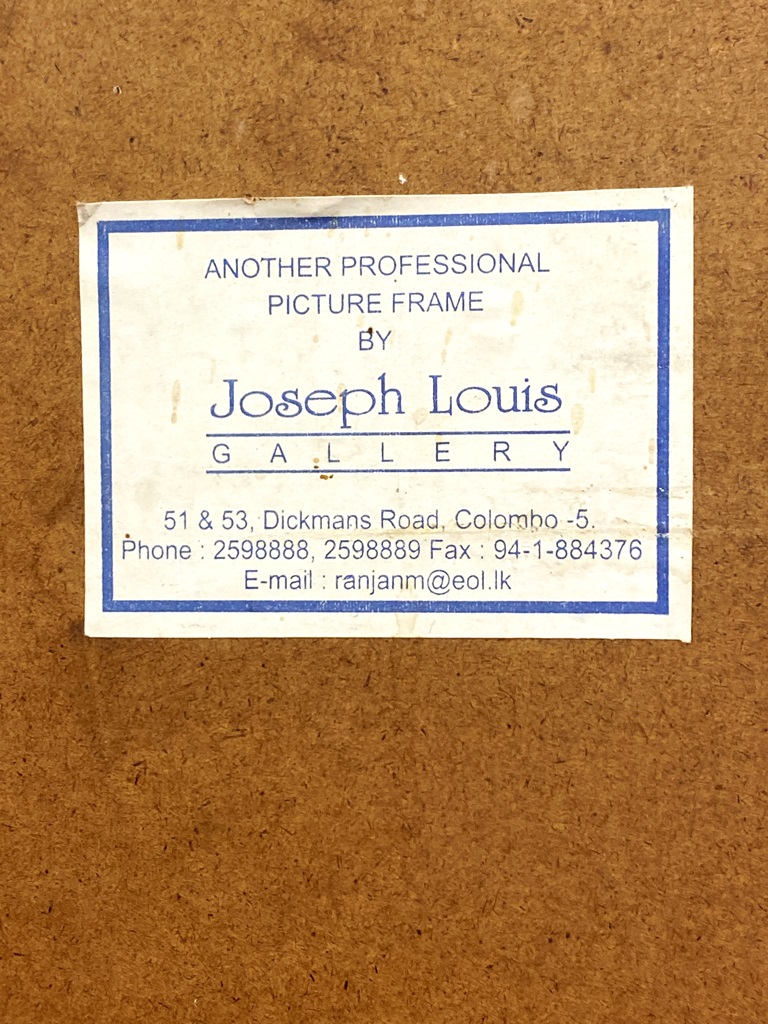 ANOTHER PROFESSIONAL
PICTURE FRAME
BY
Joseph Louis
GALLERY
51 & 53, Dickmans Road, Colombo -5.
Phone : 2598888, 2598889 Fax : 94-1-884376
E-mail : ranjanm@eol.lk